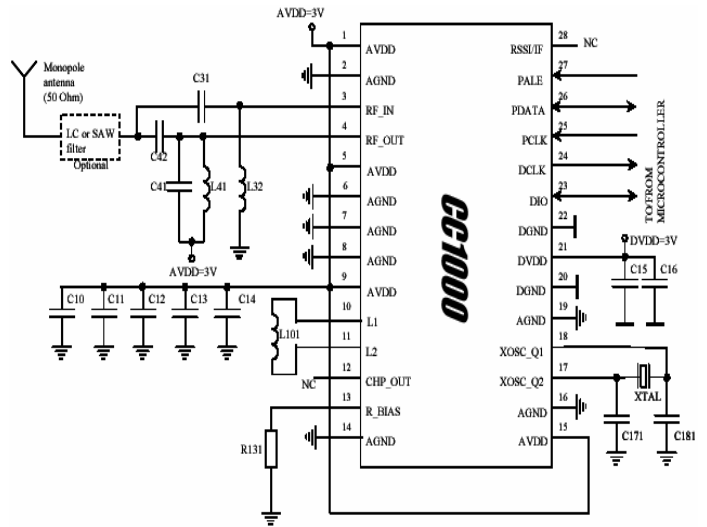 AVDD=3V
1
AVDD
28
RSSI/IF
NC
Monopole
antenna
(50 Ohm)
2
AGND
27
PALE
C31
3
RF_IN
26
PDATA
LC or SAW
filter
Optional
C42
4
RF_OUT
25
PCLK
5
AVDD
24
DCLK
C41
L41
L32
6
AGND
23
DIO
TO/FROM
MICROCONTROLLER
7
AGND
22
DGND
8
AGND
21
DVDD
DVDD=3V
AVDD=3V
CC1000
9
AVDD
20
DGND
C15
C16
C10
C11
C12
C13
C14
10
L1
19
AGND
L101
11
L2
18
XOSC_Q1
NC
12
CHP_OUT
17
XOSC_Q2
XTAL
13
R_BIAS
16
AGND
R131
14
AGND
15
AVDD
C171
C181